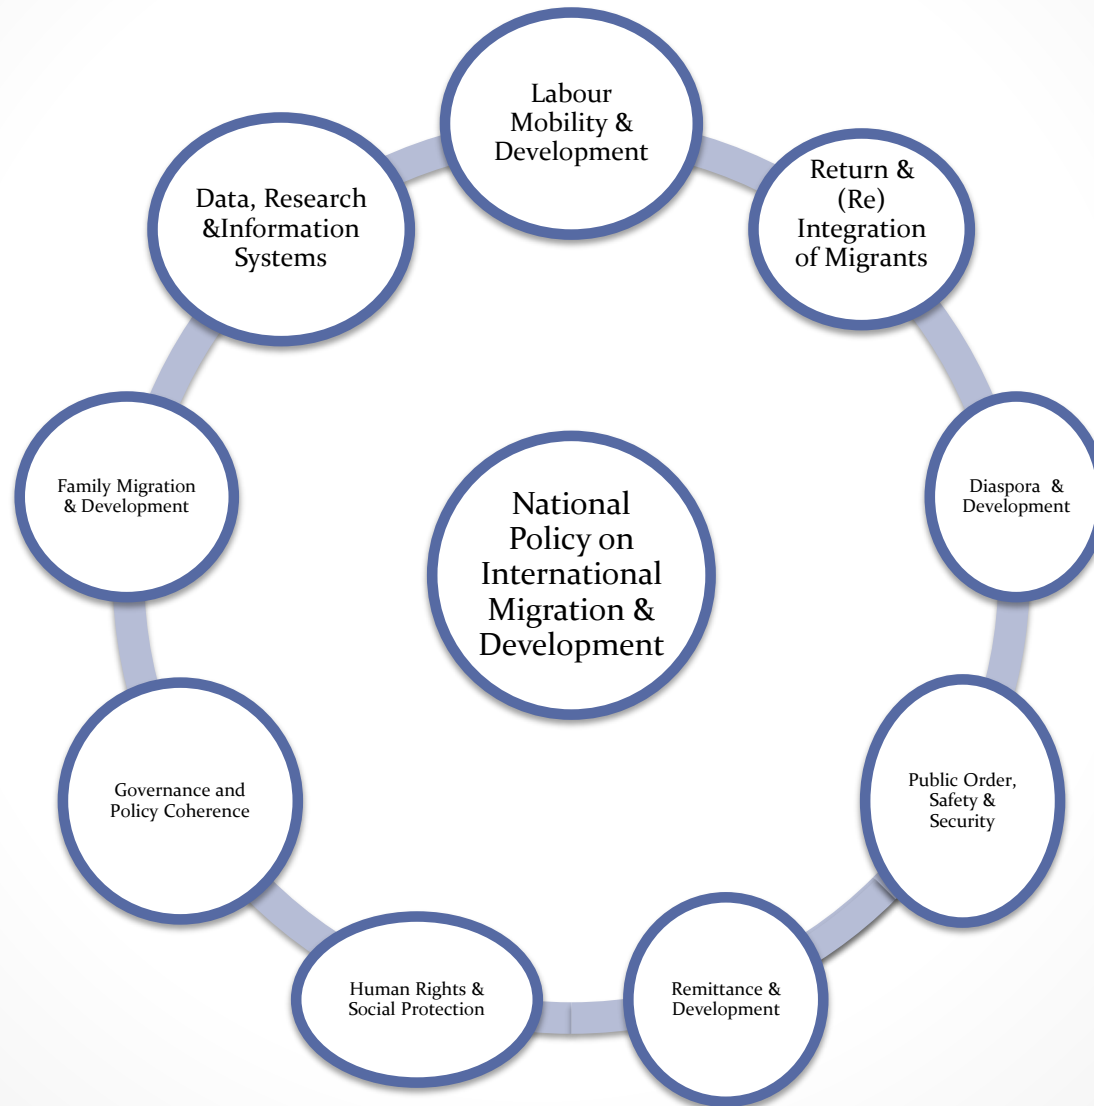 Labour
Mobility &
Development
Return &
(Re)
Integration
of Migrants
Diaspora &
Development
Public Order,
Safety &
Security
Remittance &
Development
Human Rights &
Social Protection
Governance and
Policy Coherence
Family Migration
& Development
Data, Research
&Information
Systems
National
Policy on
International
Migration &
Development